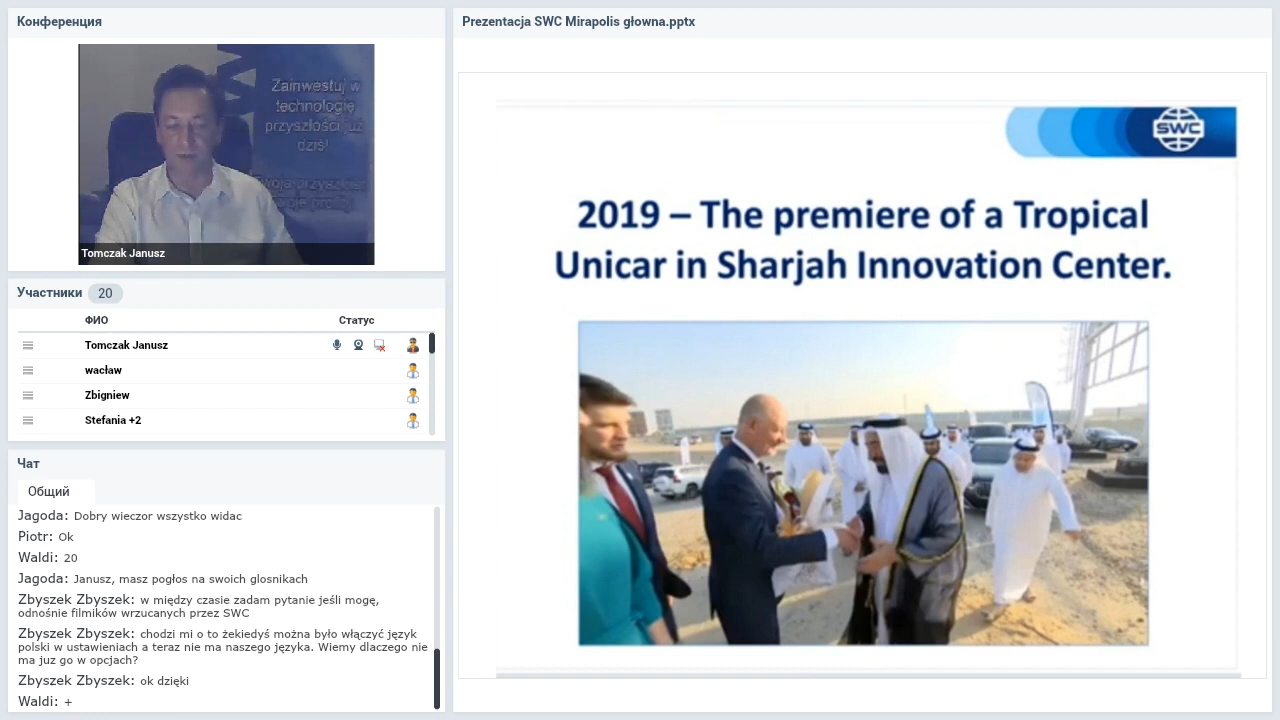 Конференция
Zainwestuj w
technologię
przyszłości już
dziś!
Tomczak Janusz
Участники 20
ФИО Статус
Tomczak Janusz
wacław
Zbigniew
Stefania +2
Чат
Общий
Jagoda: Dobry wieczor wszystko widac
Piotr: Ok
Waldi: 20
Jagoda: Janusz, masz pogłos na swoich glosnikach
Zbyszek Zbyszek: w między czasie zadam pytanie jeśli mogę,
odnośnie filmików wrzucanych przez SWC
Zbyszek Zbyszek: chodzi mi o to żekiedyś można było włączyć język
polski w ustawieniach a teraz nie ma naszego języka. Wiemy dlaczego nie
ma juz go w opcjach?
Zbyszek Zbyszek: ok dzięki
Waldi: +
Prezentacja SWC Mirapolis głowna.pptx
SWC
2019 – The premiere of a Tropical
Unicar in Sharjah Innovation Center.